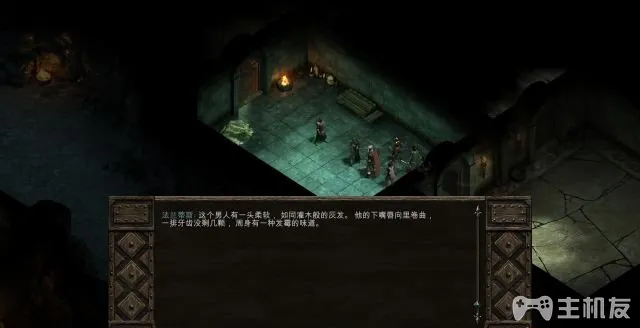 法兰蒂喾:这个男人有一头柔软,如同灌木般的灰发。他的下嘴唇向里卷曲,
一排牙齿没剩几颗,周身有一种发霉的味道。
主机友